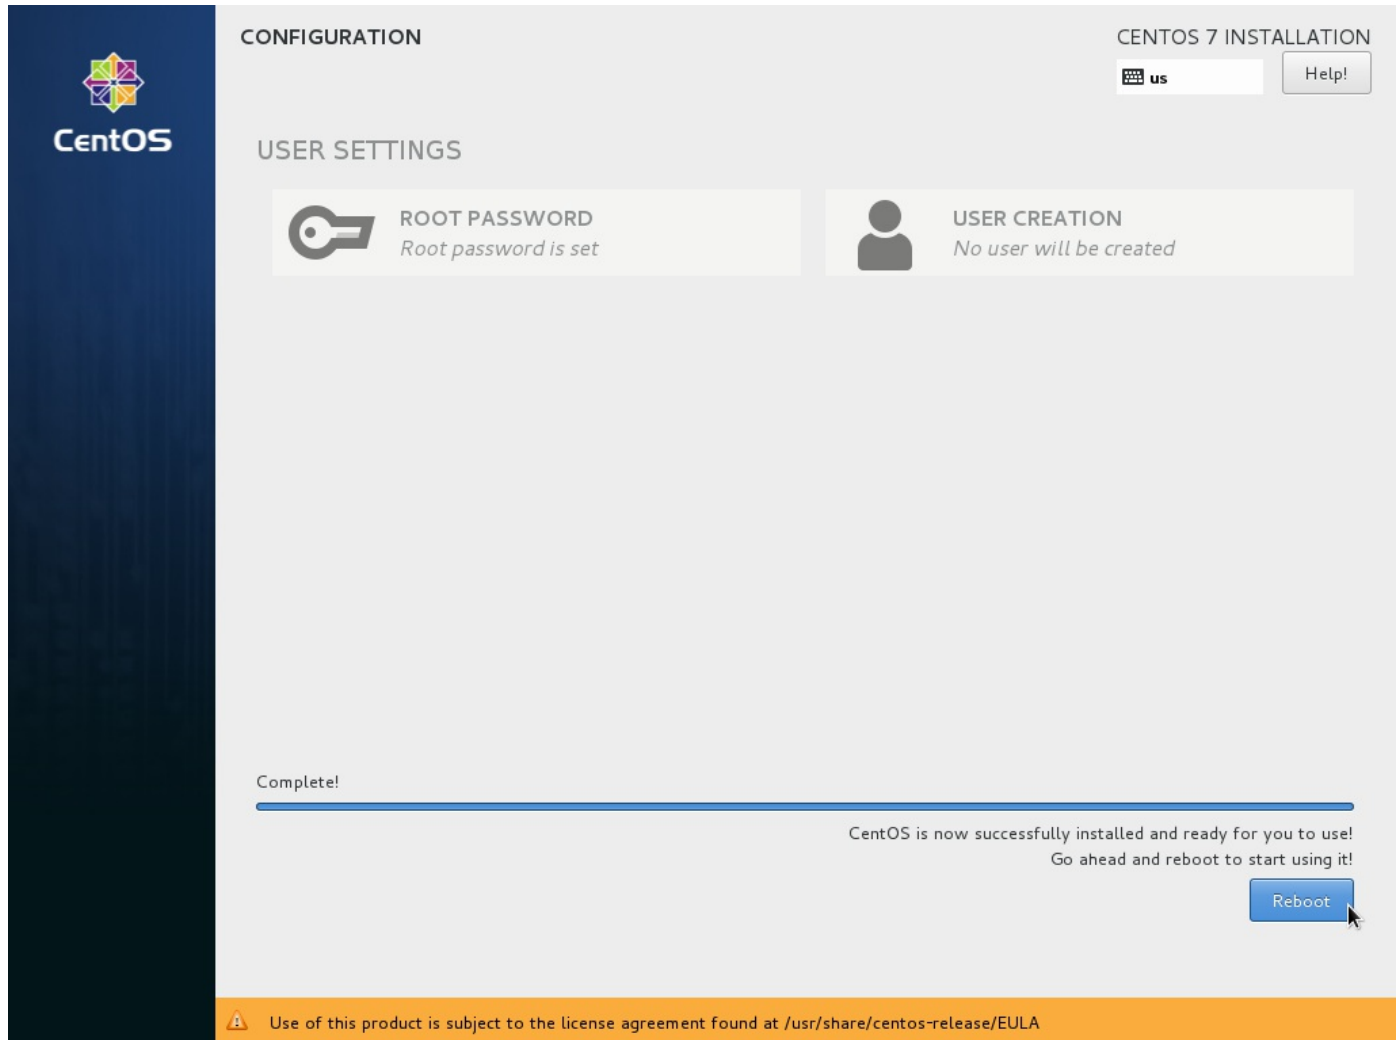 CONFIGURATION
CENTOS 7 INSTALLATION
us
Help!
CentOS
USER SETTINGS
ROOT PASSWORD
Root password is set
USER CREATION
No user will be created
Complete!
CentOS is now successfully installed and ready for you to use!
Go ahead and reboot to start using it!
Reboot
Use of this product is subject to the license agreement found at /usr/share/centos-release/EULA